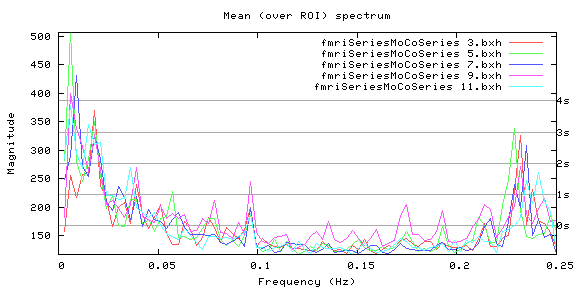 Mean (over ROI) spectrum
500
450
400
350
300
250
200
150
Magnitude
fmriSeriesMoCoSeries 3.bxh
fmriSeriesMoCoSeries 5.bxh
fmriSeriesMoCoSeries 7.bxh
fmriSeriesMoCoSeries 9.bxh
fmriSeriesMoCoSeries 11.bxh
4s
3s
2s
1s
0s
0 0.05 0.1 0.15 0.2 0.25
Frequency (Hz)